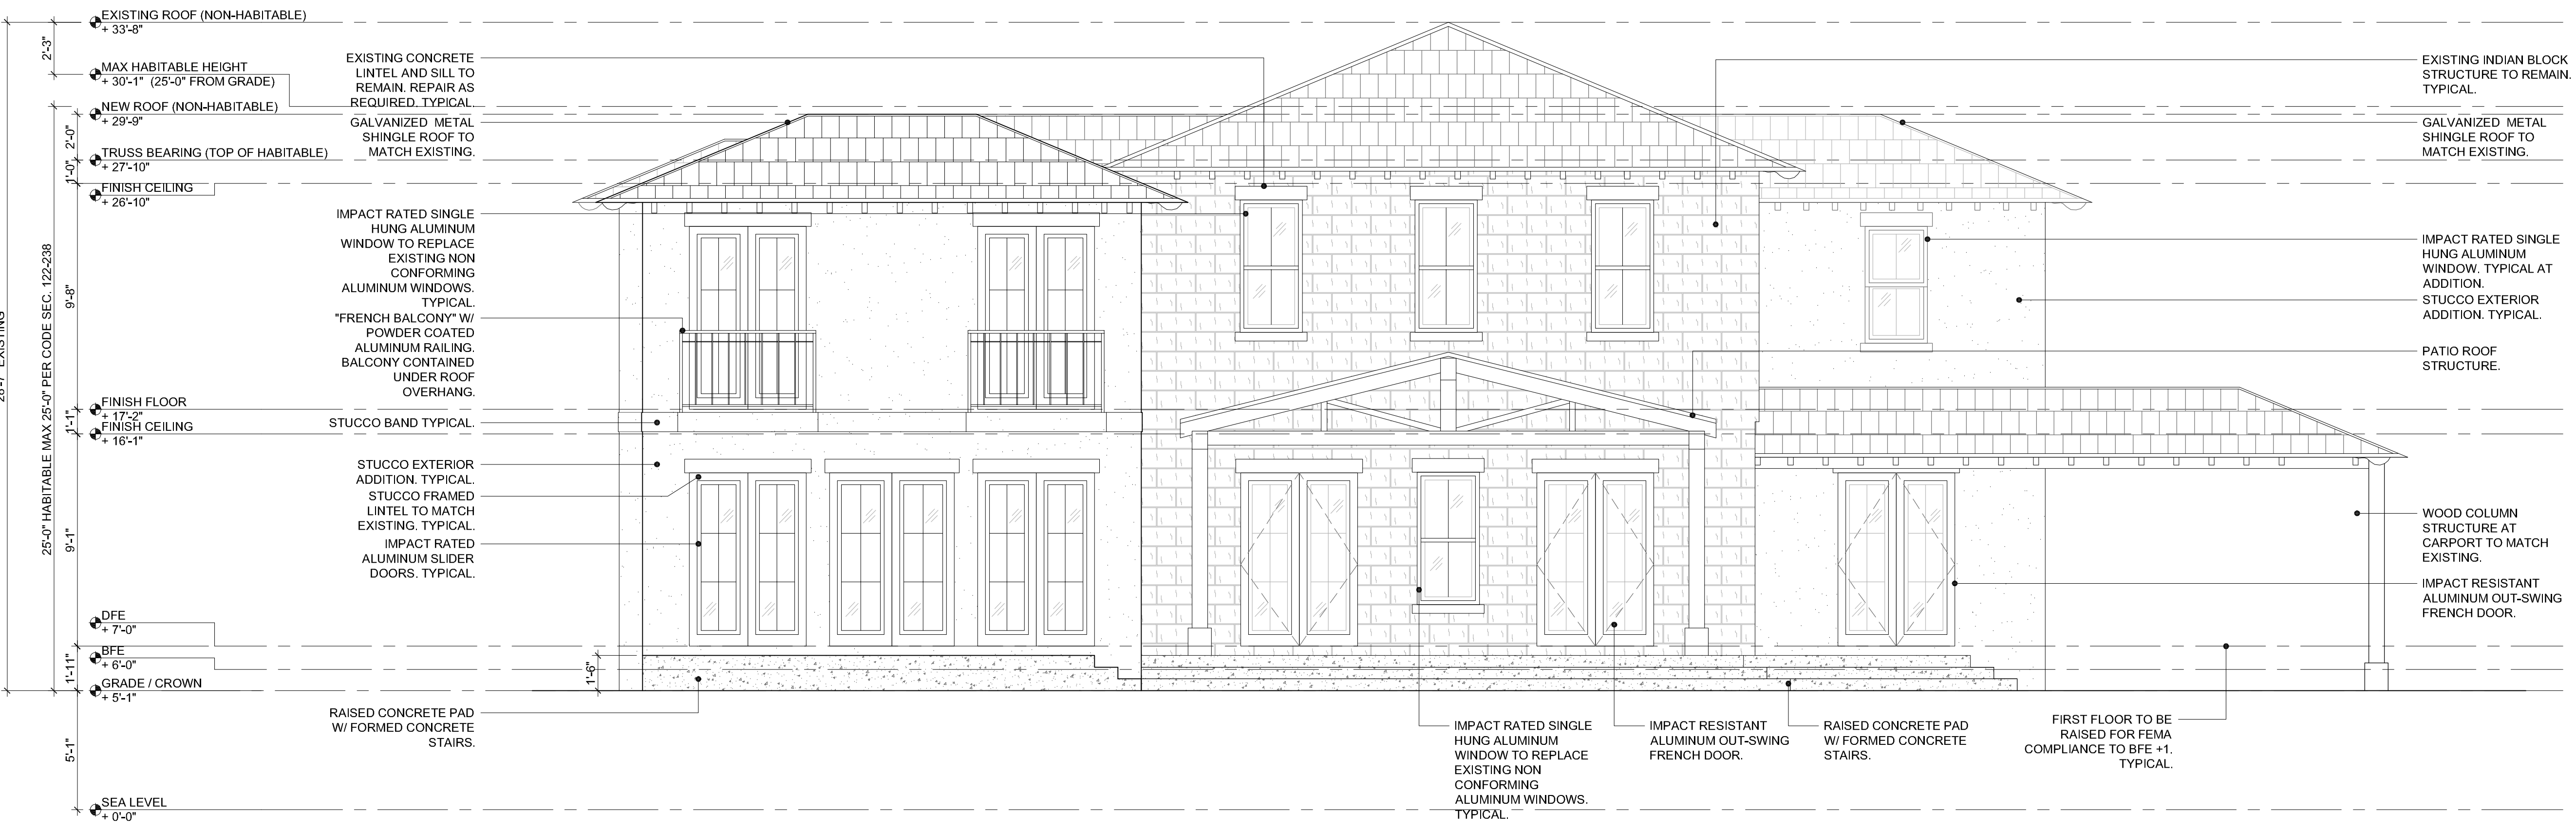 EXISTING ROOF (NON-HABITABLE)
+ 33'-8"
2'-3"
MAX HABITABLE HEIGHT
+ 30'-1" (25'-0" FROM GRADE)
NEW ROOF (NON-HABITABLE)
+ 29'-9"
2'-0"
TRUSS BEARING (TOP OF HABITABLE)
+ 27'-10"
1'-0"
FINISH CEILING
+ 26'-10"
25'-0" HABITABLE MAX 25'-0" PER CODE SEC. 122-238
9'-8"
FINISH FLOOR
+ 17'-2"
1'-1"
FINISH CEILING
+ 16'-1"
9'-1"
DFE
+ 7'-0"
BFE
+ 6'-0"
1'-11"
GRADE / CROWN
+ 5'-1"
5'-1"
SEA LEVEL
+ 0'-0"
EXISTING CONCRETE
LINTEL AND SILL TO
REMAIN. REPAIR AS
REQUIRED. TYPICAL.
GALVANIZED METAL
SHINGLE ROOF TO
MATCH EXISTING.
IMPACT RATED SINGLE
HUNG ALUMINUM
WINDOW TO REPLACE
EXISTING NON
CONFORMING
ALUMINUM WINDOWS.
TYPICAL.
"FRENCH BALCONY" W/
POWDER COATED
ALUMINUM RAILING.
BALCONY CONTAINED
UNDER ROOF
OVERHANG.
STUCCO BAND TYPICAL.
STUCCO EXTERIOR
ADDITION. TYPICAL.
STUCCO FRAMED
LINTEL TO MATCH
EXISTING. TYPICAL.
IMPACT RATED
ALUMINUM SLIDER
DOORS. TYPICAL.
1'-6"
RAISED CONCRETE PAD
W/ FORMED CONCRETE
STAIRS.
IMPACT RATED SINGLE
HUNG ALUMINUM
WINDOW TO REPLACE
EXISTING NON
CONFORMING
ALUMINUM WINDOWS.
TYPICAL.
IMPACT RESISTANT
ALUMINUM OUT-SWING
FRENCH DOOR.
RAISED CONCRETE PAD
W/ FORMED CONCRETE
STAIRS.
FIRST FLOOR TO BE
RAISED FOR FEMA
COMPLIANCE TO BFE +1.
TYPICAL.
EXISTING INDIAN BLOCK
STRUCTURE TO REMAIN.
TYPICAL.
GALVANIZED METAL
SHINGLE ROOF TO
MATCH EXISTING.
IMPACT RATED SINGLE
HUNG ALUMINUM
WINDOW. TYPICAL AT
ADDITION.
STUCCO EXTERIOR
ADDITION. TYPICAL.
PATIO ROOF
STRUCTURE.
WOOD COLUMN
STRUCTURE AT
CARPORT TO MATCH
EXISTING.
IMPACT RESISTANT
ALUMINUM OUT-SWING
FRENCH DOOR.